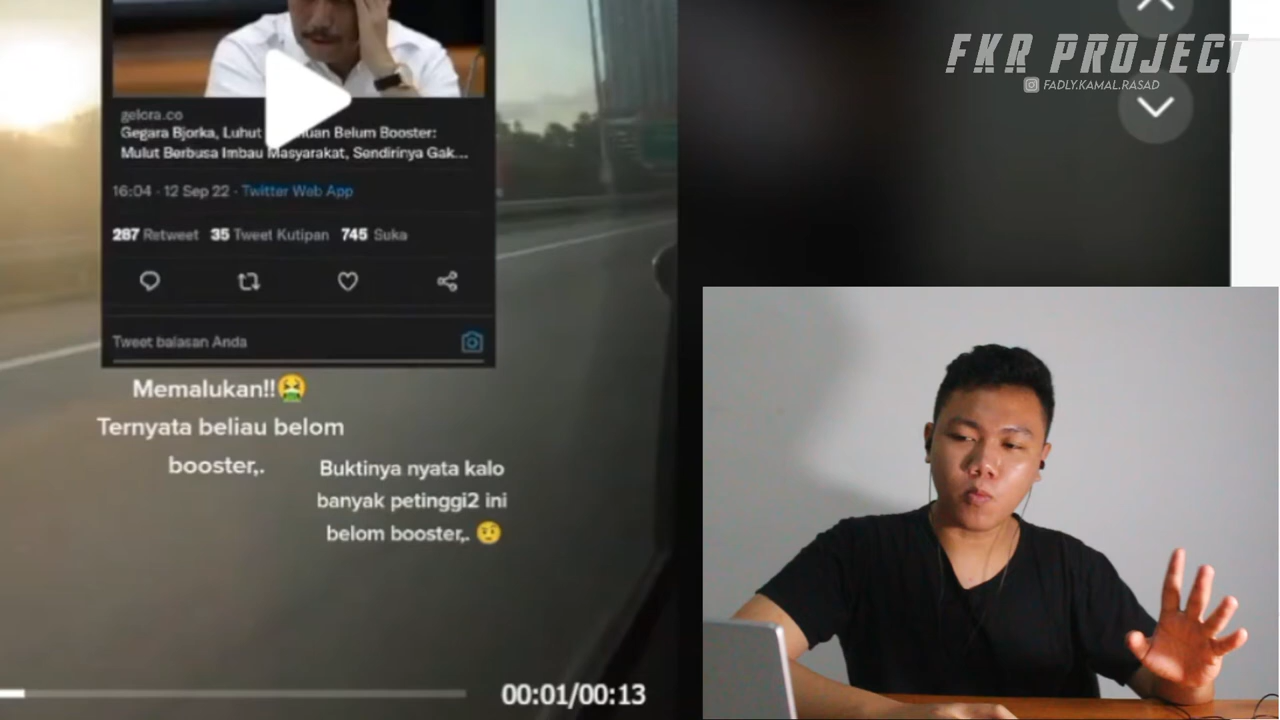 FKR PROJECT
FADLY.KAMAL.RASAD
gelora.co
Gegara Bjorka, Luhut Belum Booster:
Mulut Berbusa Imbau Masyarakat, Sendirinya Gak...
16:04 · 12 Sep 22 · Twitter Web App
287 Retweet 35 Tweet Kutipan 745 Suka
Tweet balasan Anda
Memalukan!!🤮
Ternyata beliau belom
booster,.
Buktinya nyata kalo
banyak petinggi2 ini
belom booster,. 🤨
00:01/00:13